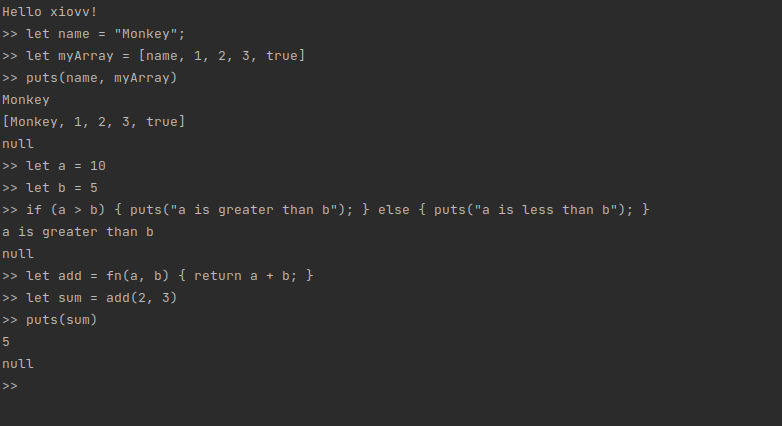 Hello xiovv!
>> let name = "Monkey";
>> let myArray = [name, 1, 2, 3, true]
>> puts(name, myArray)
Monkey
[Monkey, 1, 2, 3, true]
null
>> let a = 10
>> let b = 5
>> if (a > b) { puts("a is greater than b"); } else { puts("a is less than b"); }
a is greater than b
null
>> let add = fn(a, b) { return a + b; }
>> let sum = add(2, 3)
>> puts(sum)
5
null
>>